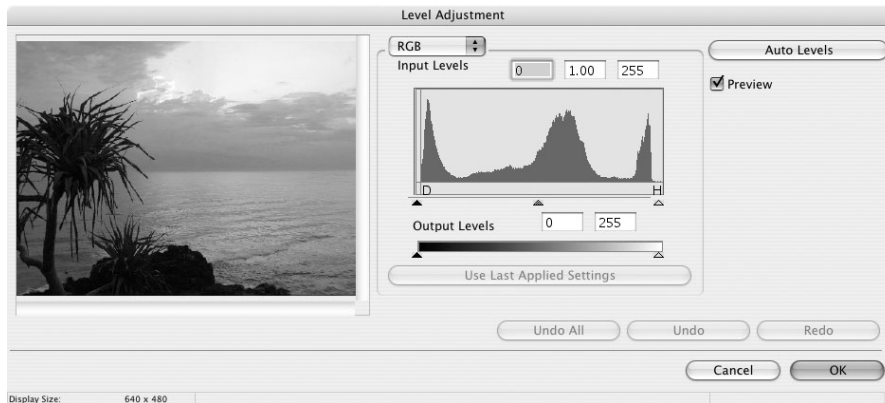 Level Adjustment
RGB
Auto Levels
Input Levels
0
1.00
255
Preview
D
H
Output Levels
0
255
Use Last Applied Settings
Undo All
Undo
Redo
Cancel
OK
Display Size:
640 x 480